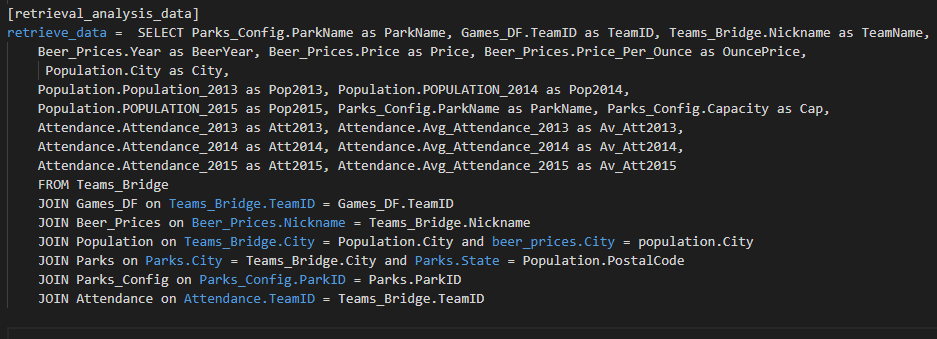 [retrieval_analysis_data]
retrieve_data =  SELECT Parks_Config.ParkName as ParkName, Games_DF.TeamID as TeamID, Teams_Bridge.Nickname as TeamName,
Beer_Prices.Year as BeerYear, Beer_Prices.Price as Price, Beer_Prices.Price_Per_Ounce as OuncePrice,
Population.City as City,
Population.Population_2013 as Pop2013, Population.POPULATION_2014 as Pop2014,
Population.POPULATION_2015 as Pop2015, Parks_Config.ParkName as ParkName, Parks_Config.Capacity as Cap,
Attendance.Attendance_2013 as Att2013, Attendance.Avg_Attendance_2013 as Av_Att2013,
Attendance.Attendance_2014 as Att2014, Attendance.Avg_Attendance_2014 as Av_Att2014,
Attendance.Attendance_2015 as Att2015, Attendance.Avg_Attendance_2015 as Av_Att2015
FROM Teams_Bridge
JOIN Games_DF on Teams_Bridge.TeamID = Games_DF.TeamID
JOIN Beer_Prices on Beer_Prices.Nickname = Teams_Bridge.Nickname
JOIN Population on Teams_Bridge.City = Population.City and beer_prices.City = population.City
JOIN Parks on Parks.City = Teams_Bridge.City and Parks.State = Population.PostalCode
JOIN Parks_Config on Parks_Config.ParkID = Parks.ParkID
JOIN Attendance on Attendance.TeamID = Teams_Bridge.TeamID